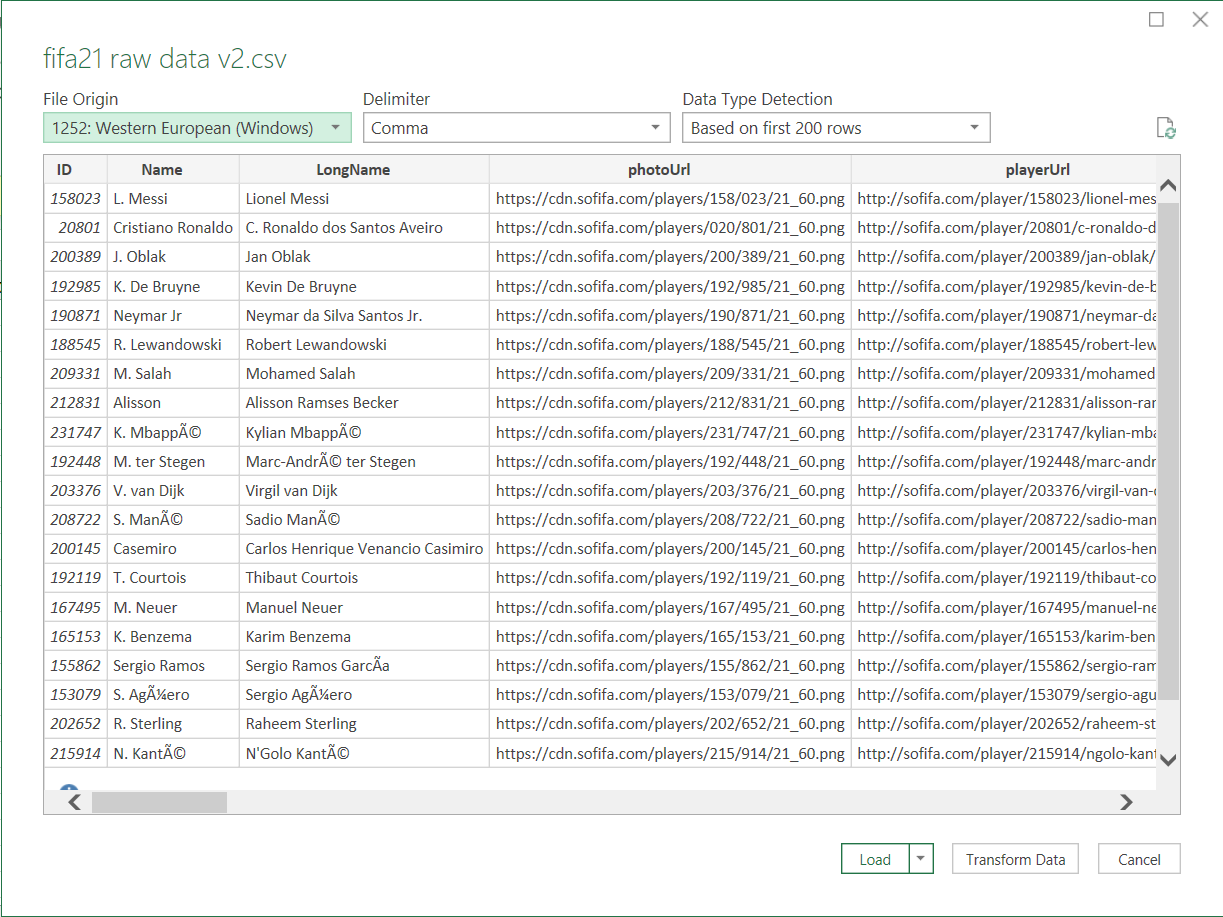 fifa21 raw data v2.csv
File Origin Delimiter Data Type Detection
1252: Western European (Windows) Comma Based on first 200 rows
ID Name LongName photoUrl playerUrl
158023 L. Messi Lionel Messi https://cdn.sofifa.com/players/158/023/21_60.png http://sofifa.com/player/158023/lionel-mes
20801 Cristiano Ronaldo C. Ronaldo dos Santos Aveiro https://cdn.sofifa.com/players/020/801/21_60.png http://sofifa.com/player/20801/c-ronaldo-d
200389 J. Oblak Jan Oblak https://cdn.sofifa.com/players/200/389/21_60.png http://sofifa.com/player/200389/jan-oblak/
192985 K. De Bruyne Kevin De Bruyne https://cdn.sofifa.com/players/192/985/21_60.png http://sofifa.com/player/192985/kevin-de-b
190871 Neymar Jr Neymar da Silva Santos Jr. https://cdn.sofifa.com/players/190/871/21_60.png http://sofifa.com/player/190871/neymar-da
188545 R. Lewandowski Robert Lewandowski https://cdn.sofifa.com/players/188/545/21_60.png http://sofifa.com/player/188545/robert-lew
209331 M. Salah Mohamed Salah https://cdn.sofifa.com/players/209/331/21_60.png http://sofifa.com/player/209331/mohamed
212831 Alisson Alisson Ramses Becker https://cdn.sofifa.com/players/212/831/21_60.png http://sofifa.com/player/212831/alisson-rar
231747 K. MbappÃ© Kylian MbappÃ© https://cdn.sofifa.com/players/231/747/21_60.png http://sofifa.com/player/231747/kylian-mba
192448 M. ter Stegen Marc-AndrÃ© ter Stegen https://cdn.sofifa.com/players/192/448/21_60.png http://sofifa.com/player/192448/marc-andr
203376 V. van Dijk Virgil van Dijk https://cdn.sofifa.com/players/203/376/21_60.png http://sofifa.com/player/203376/virgil-van-
208722 S. ManÃ© Sadio ManÃ© https://cdn.sofifa.com/players/208/722/21_60.png http://sofifa.com/player/208722/sadio-man
200145 Casemiro Carlos Henrique Venancio Casimiro https://cdn.sofifa.com/players/200/145/21_60.png http://sofifa.com/player/200145/carlos-hen
192119 T. Courtois Thibaut Courtois https://cdn.sofifa.com/players/192/119/21_60.png http://sofifa.com/player/192119/thibaut-co
167495 M. Neuer Manuel Neuer https://cdn.sofifa.com/players/167/495/21_60.png http://sofifa.com/player/167495/manuel-ne
165153 K. Benzema Karim Benzema https://cdn.sofifa.com/players/165/153/21_60.png http://sofifa.com/player/165153/karim-ben
155862 Sergio Ramos Sergio Ramos GarcÃ­a https://cdn.sofifa.com/players/155/862/21_60.png http://sofifa.com/player/155862/sergio-ram
153079 S. AgÃ¼ero Sergio AgÃ¼ero https://cdn.sofifa.com/players/153/079/21_60.png http://sofifa.com/player/153079/sergio-agu
202652 R. Sterling Raheem Sterling https://cdn.sofifa.com/players/202/652/21_60.png http://sofifa.com/player/202652/raheem-st
215914 N. KantÃ© N'Golo KantÃ© https://cdn.sofifa.com/players/215/914/21_60.png http://sofifa.com/player/215914/ngolo-kant
Load Transform Data Cancel